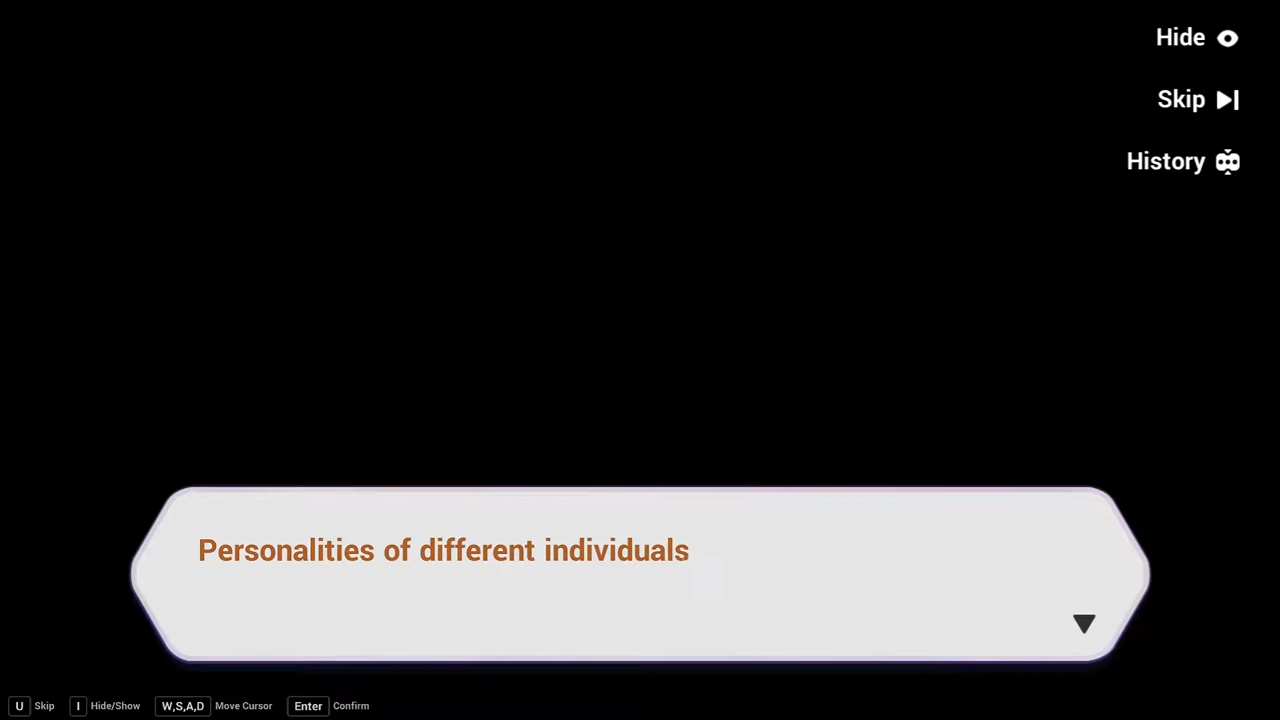 Hide
Skip
History
Personalities of different individuals
U Skip I Hide/Show W,S,A,D Move Cursor Enter Confirm